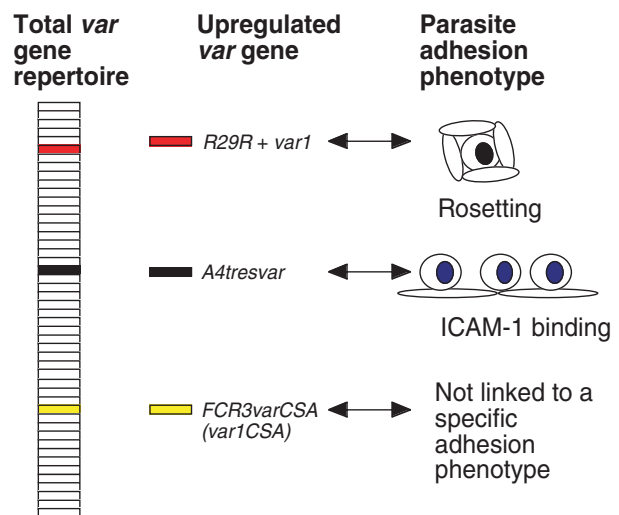 Total var
gene
repertoire
Upregulated
var gene
Parasite
adhesion
phenotype
R29R + var1
Rosetting
A4tresvar
ICAM-1 binding
FCR3varCSA
(var1CSA)
Not linked to a
specific
adhesion
phenotype